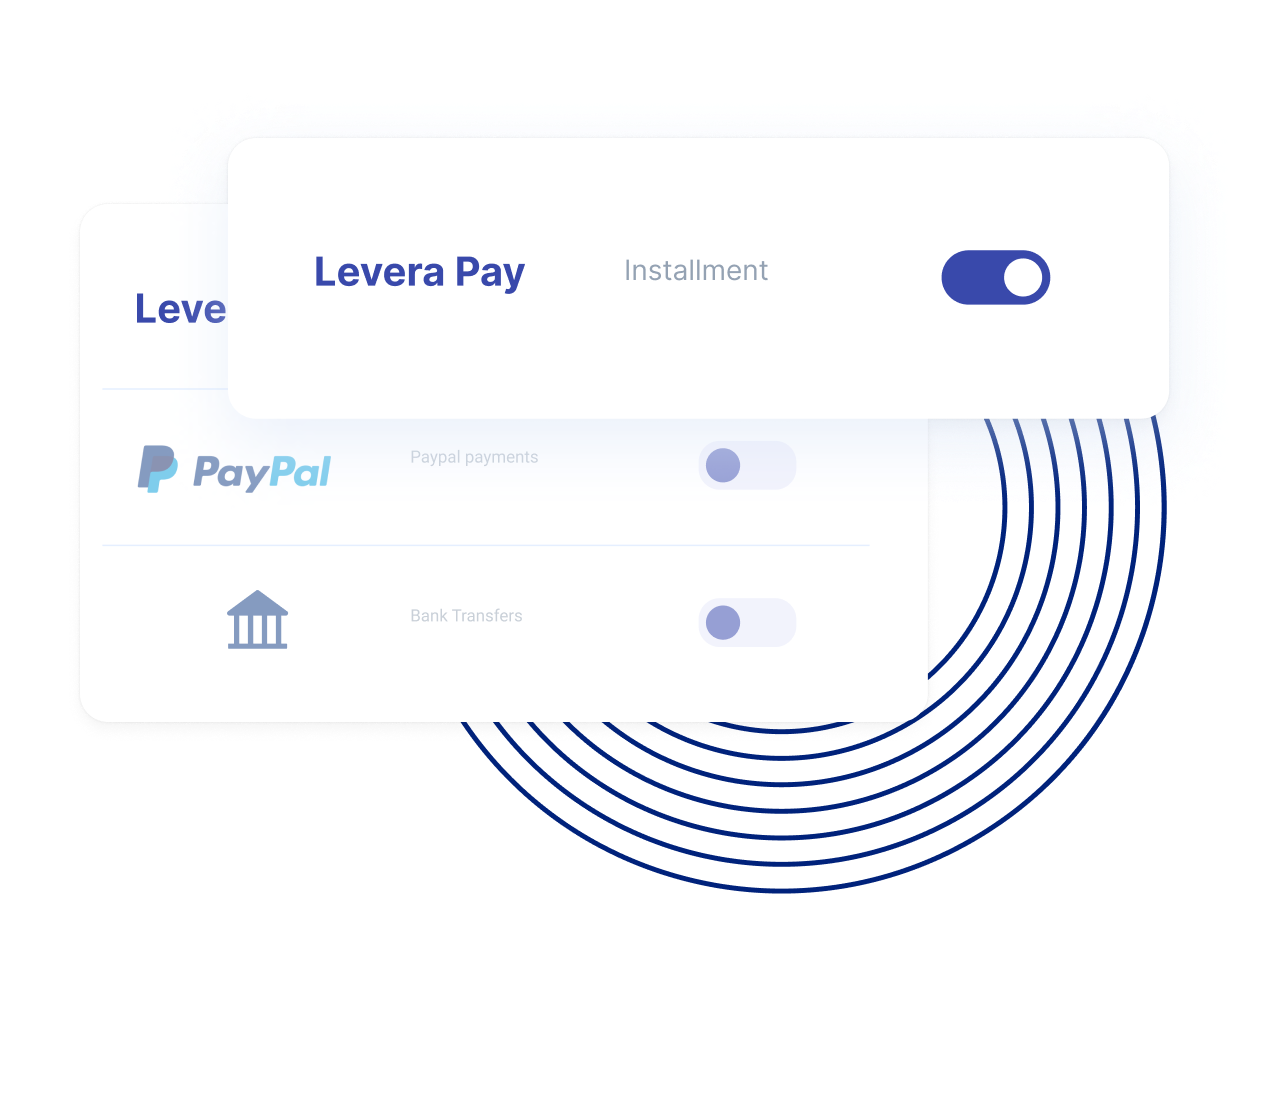 Levera Pay
Installment
Leve
PayPal
Paypal payments
Bank Transfers